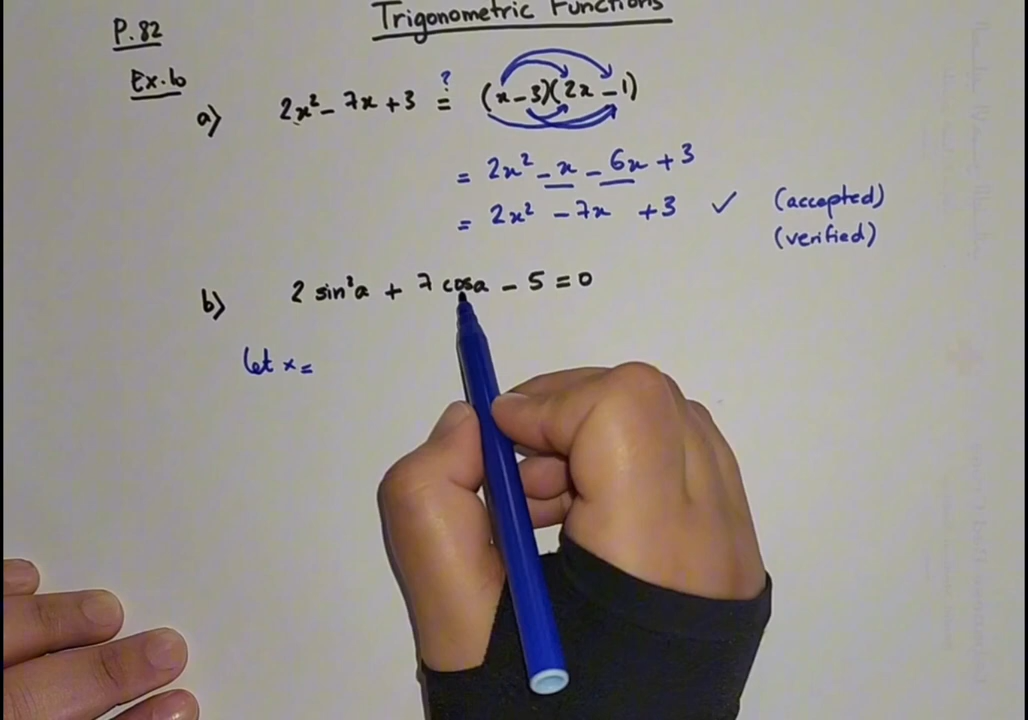 Trigonometric Functions
P.82
Ex.10
a) 2x² - 7x + 3 ≟ (x - 3)(2x - 1)
= 2x² - x - 6x + 3
= 2x² - 7x + 3 ✓ (accepted)
(verified)
b) 2 sin²a + 7 cosa - 5 = 0
let x =